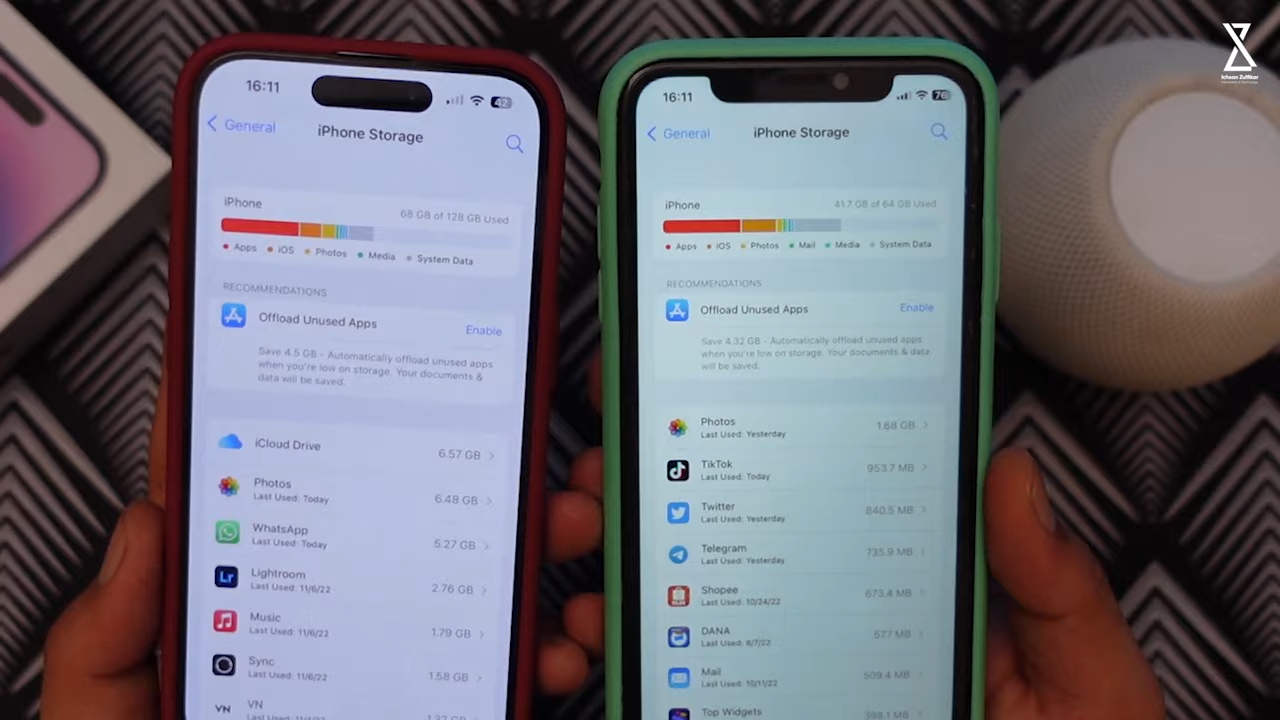 Ichsan Zulfikar
16:11
42
General
iPhone Storage
iPhone
68 GB of 128 GB Used
Apps
iOS
Photos
Media
System Data
RECOMMENDATIONS
Offload Unused Apps
Enable
Save 4.5 GB - Automatically offload unused apps
when you're low on storage. Your documents &
data will be saved.
iCloud Drive
6.57 GB
Photos
6.48 GB
Last Used: Today
WhatsApp
5.27 GB
Last Used: Today
Lr
Lightroom
2.76 GB
Last Used: 11/6/22
Music
1.79 GB
Last Used: 11/6/22
Sync
1.58 GB
Last Used: 11/6/22
VN
VN
16:11
76
General
iPhone Storage
iPhone
41.7 GB of 64 GB Used
Apps
iOS
Photos
Mail
Media
System Data
RECOMMENDATIONS
Offload Unused Apps
Enable
Save 4.32 GB - Automatically offload unused apps
when you're low on storage. Your documents & data
will be saved.
Photos
1.68 GB
Last Used: Yesterday
TikTok
953.7 MB
Last Used: Today
Twitter
840.5 MB
Last Used: Yesterday
Telegram
735.9 MB
Last Used: Yesterday
Shopee
673.4 MB
Last Used: 10/24/22
DANA
577 MB
Last Used: 8/7/22
Mail
509.4 MB
Last Used: 10/11/22
Top Widgets